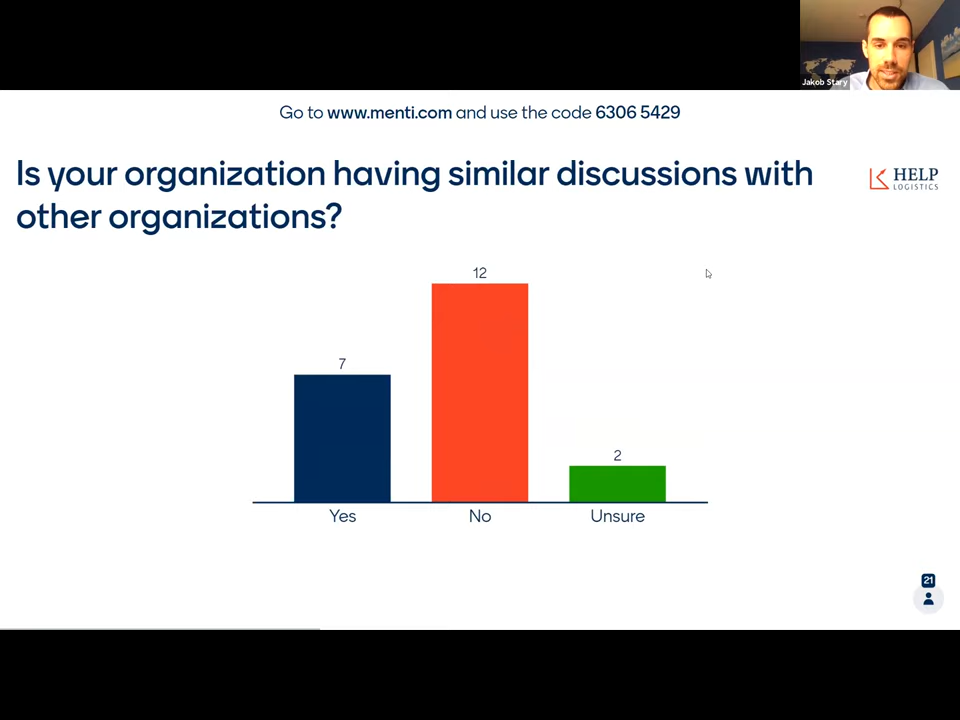 Jakob Stary
Go to www.menti.com and use the code 6306 5429
Is your organization having similar discussions with
other organizations?
HELP
LOGISTICS
12
7
2
Yes No Unsure
21